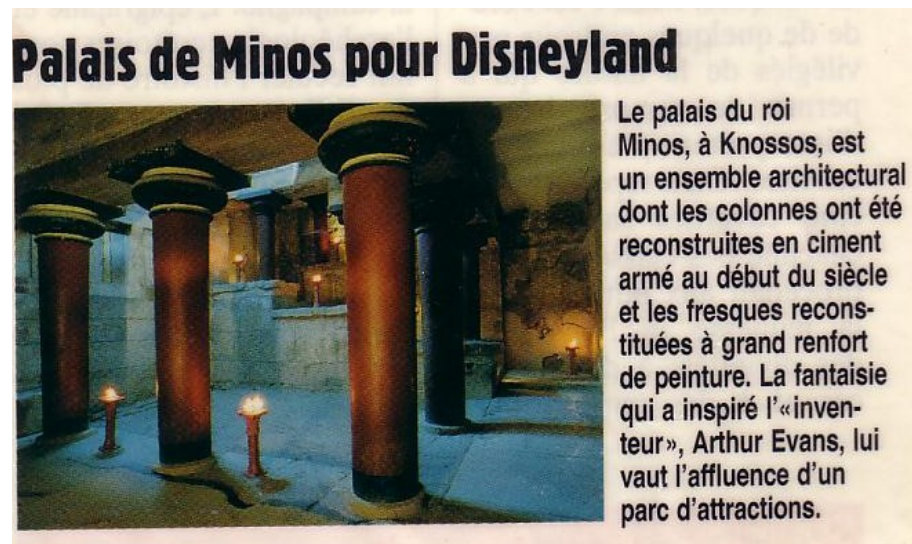 Palais de Minos pour Disneyland
Le palais du roi
Minos, à Knossos, est
un ensemble architectural
dont les colonnes ont été
reconstruites en ciment
armé au début du siècle
et les fresques recons-
tituées à grand renfort
de peinture. La fantaisie
qui a inspiré l'«inven-
teur», Arthur Evans, lui
vaut l'affluence d'un
parc d'attractions.